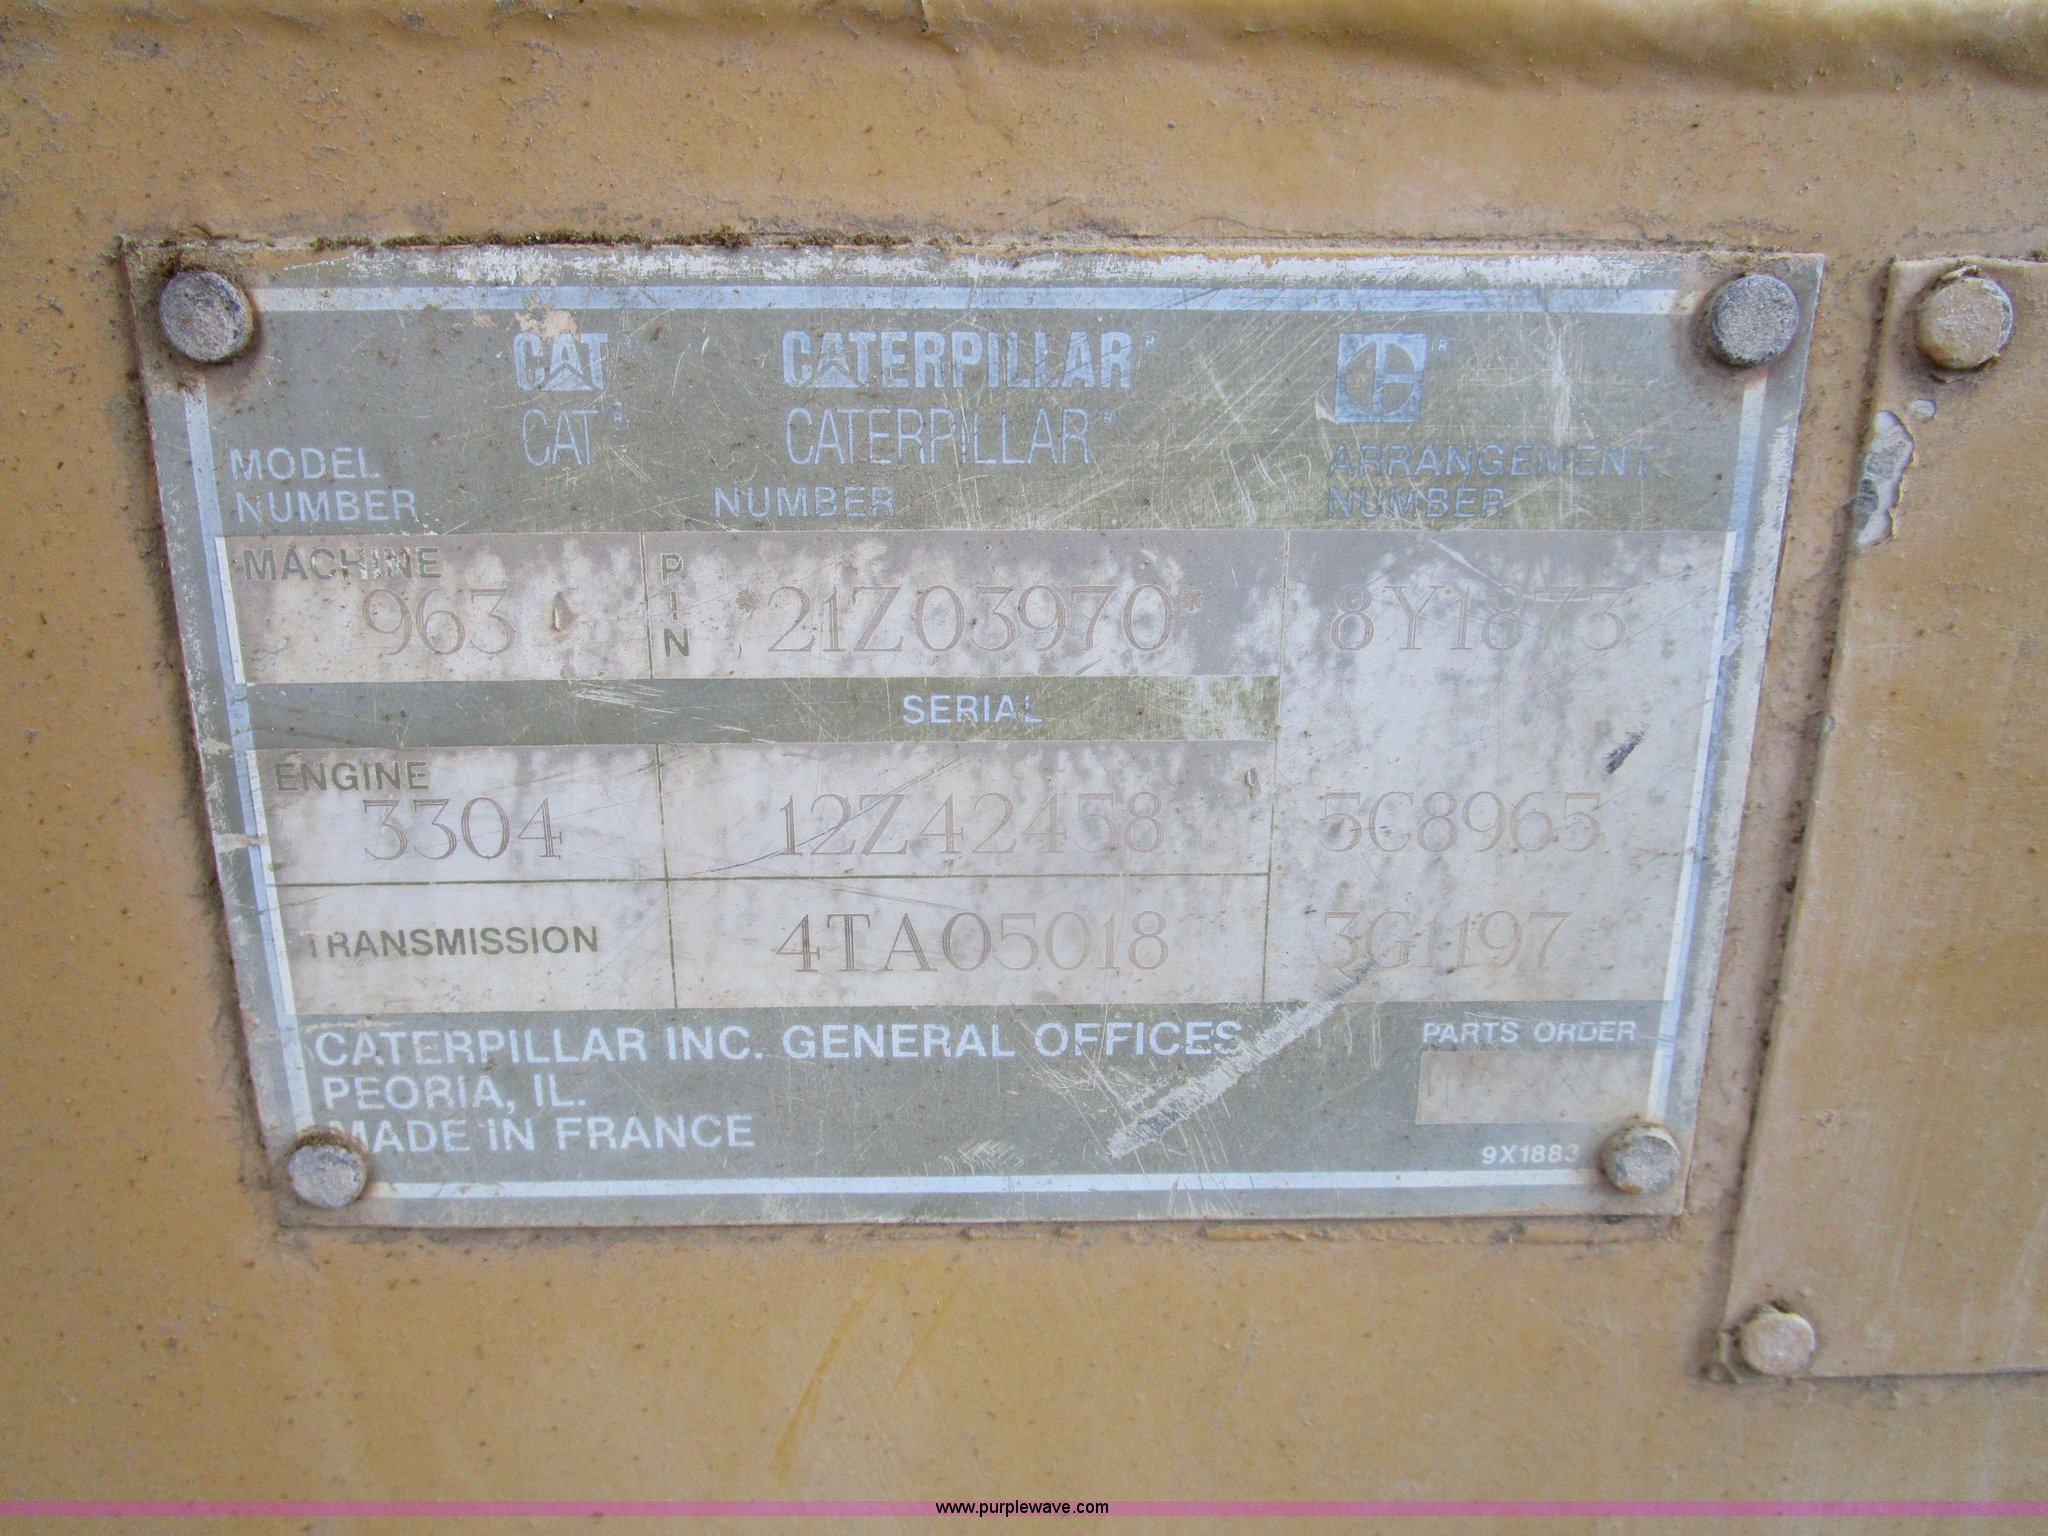 CAT® CATERPILLAR® ®
CAT® CATERPILLAR®
MODEL NUMBER NUMBER ARRANGEMENT NUMBER
MACHINE 963 PIN *21Z03970* 8Y1873
SERIAL
ENGINE 3304 12Z42458 5C8965
TRANSMISSION 4TA05018 3G1197
CATERPILLAR INC. GENERAL OFFICES
PEORIA, IL.
MADE IN FRANCE
PARTS ORDER
9X1883
www.purplewave.com